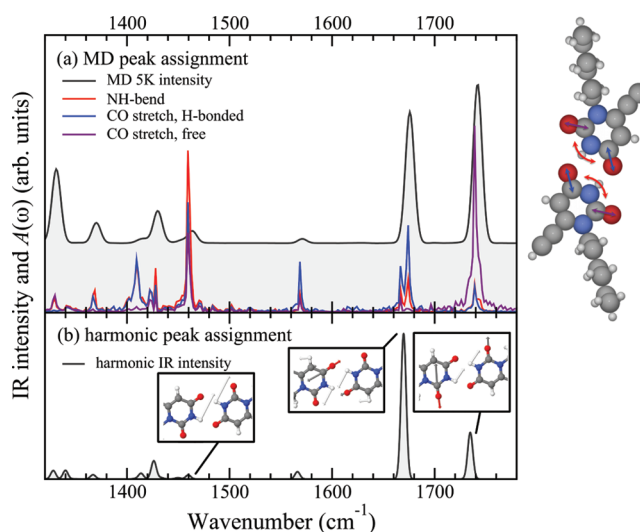 1400 1500 1600 1700
(a) MD peak assignment
MD 5K intensity
NH-bend
CO stretch, H-bonded
CO stretch, free
IR intensity and A(ω) (arb. units)
(b) harmonic peak assignment
harmonic IR intensity
1400 1500 1600 1700
Wavenumber (cm⁻¹)